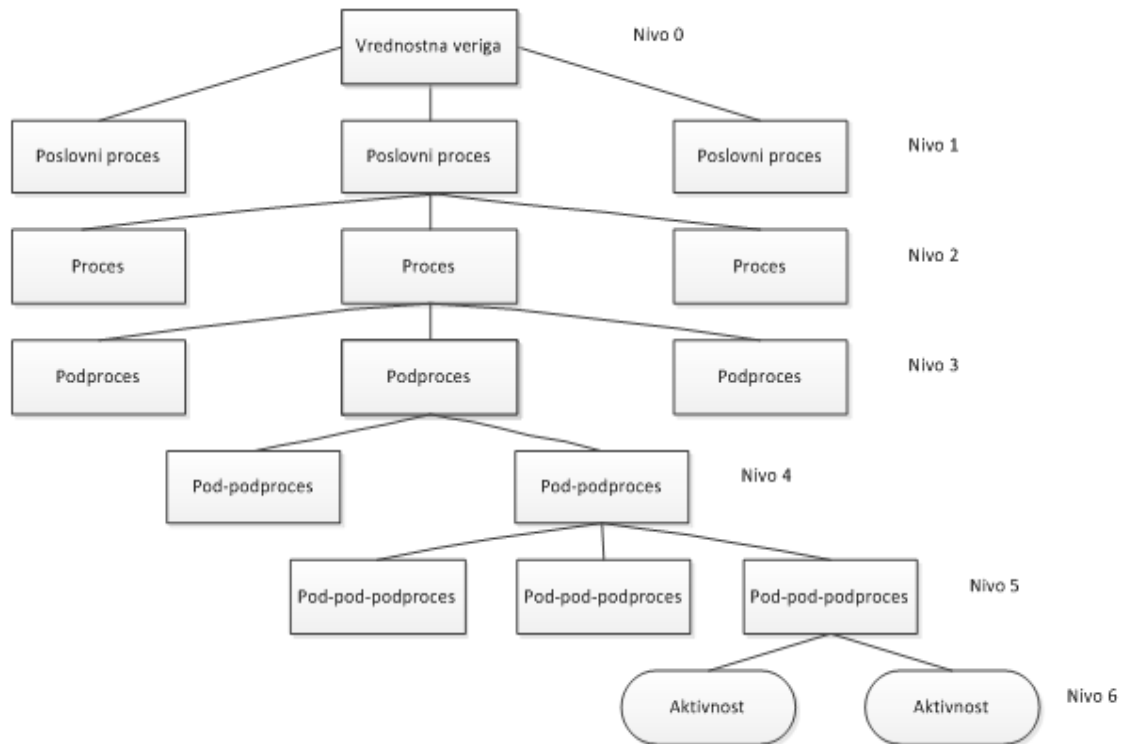 Vrednostna veriga
Nivo 0
Poslovni proces
Poslovni proces
Poslovni proces
Nivo 1
Proces
Proces
Proces
Nivo 2
Podproces
Podproces
Podproces
Nivo 3
Pod-podproces
Pod-podproces
Nivo 4
Pod-pod-podproces
Pod-pod-podproces
Pod-pod-podproces
Nivo 5
Aktivnost
Aktivnost
Nivo 6